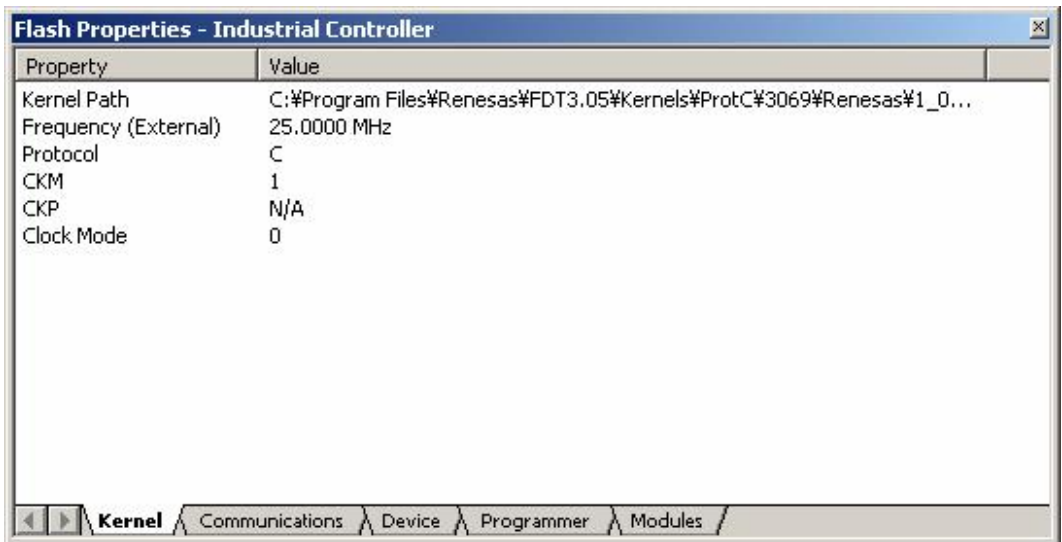 Flash Properties - Industrial Controller
Property Value
Kernel Path C:¥Program Files¥Renesas¥FDT3.05¥Kernels¥ProtC¥3069¥Renesas¥1_0...
Frequency (External) 25.0000 MHz
Protocol C
CKM 1
CKP N/A
Clock Mode 0
Kernel Communications Device Programmer Modules